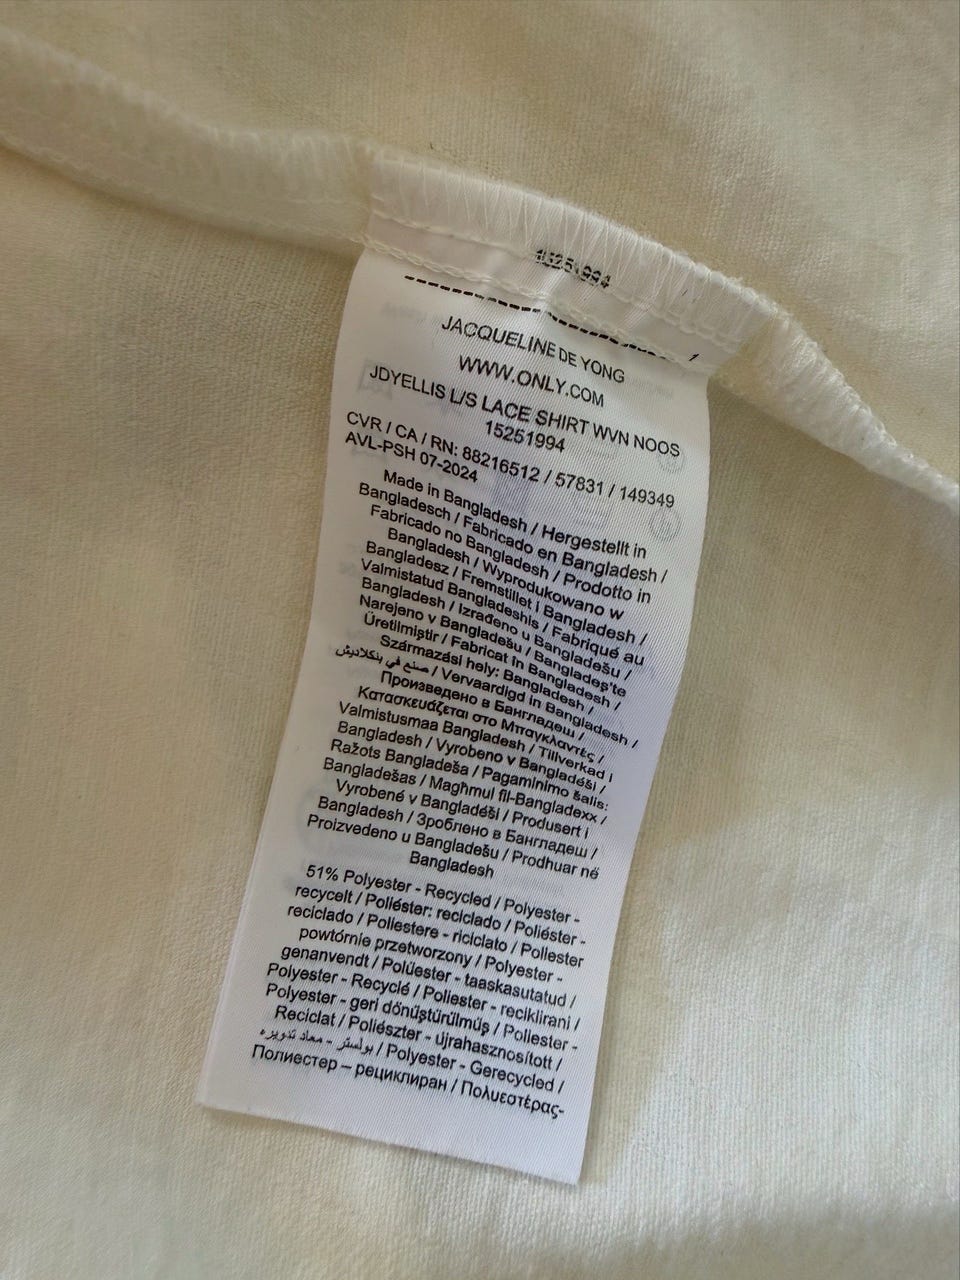 15251994
1
JACQUELINE DE YONG
WWW.ONLY.COM
JDYELLIS L/S LACE SHIRT WVN NOOS
15251994
CVR / CA / RN: 88216512 / 57831 / 149349
AVL-PSH 07-2024
Made in Bangladesh / Hergestellt in
Bangladesch / Fabricado en Bangladesh /
Fabricado no Bangladesh / Prodotto in
Bangladesh / Wyprodukowano w
Bangladesz / Fremstillet i Bangladesh /
Valmistatud Bangladeshis / Fabriqué au
Bangladesh / Izrađeno u Bangladešu /
Narejeno v Bangladešu / Bangladeş'te
Üretilmiştir / Fabricat în Bangladesh /
Származási hely: Bangladesh /
صنع في بنكلاديش / Vervaardigd in Bangladesh /
Произведено в Бангладеш /
Κατασκευάζεται στο Μπαγκλαντές /
Valmistusmaa Bangladesh / Tillverkad i
Bangladesh / Vyrobeno v Bangladéši /
Ražots Bangladeša / Pagaminimo šalis:
Bangladešas / Magħmul fil-Bangladexx /
Vyrobené v Bangladéši / Produsert i
Bangladesh / Зроблено в Бангладеш /
Proizvedeno u Bangladešu / Prodhuar në
Bangladesh
51% Polyester - Recycled / Polyester -
recycelt / Poliéster: reciclado / Poliéster -
reciclado / Poliestere - riciclato / Poliester
powtórnie przetworzony / Polyester -
genanvendt / Polüester - taaskasutatud /
Polyester - Recyclé / Poliester - reciklirani /
Polyester - geri dönüştürülmüş / Poliester -
Reciclat / Poliészter - újrahasznosított /
بولستر - معاد تدويره / Polyester - Gerecycled /
Полиестер – рециклиран / Πολυεστέρας-